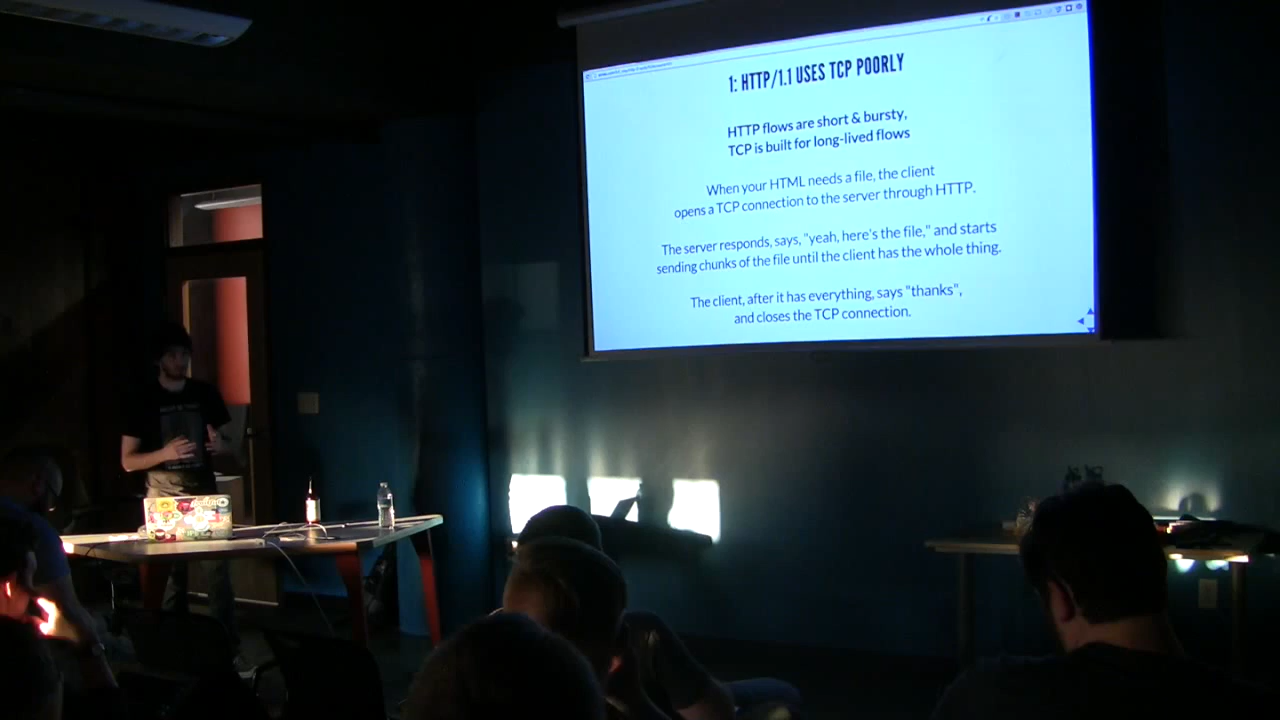 1: HTTP/1.1 USES TCP POORLY
HTTP flows are short & bursty,
TCP is built for long-lived flows
When your HTML needs a file, the client
opens a TCP connection to the server through HTTP.
The server responds, says, "yeah, here's the file," and starts
sending chunks of the file until the client has the whole thing.
The client, after it has everything, says "thanks",
and closes the TCP connection.